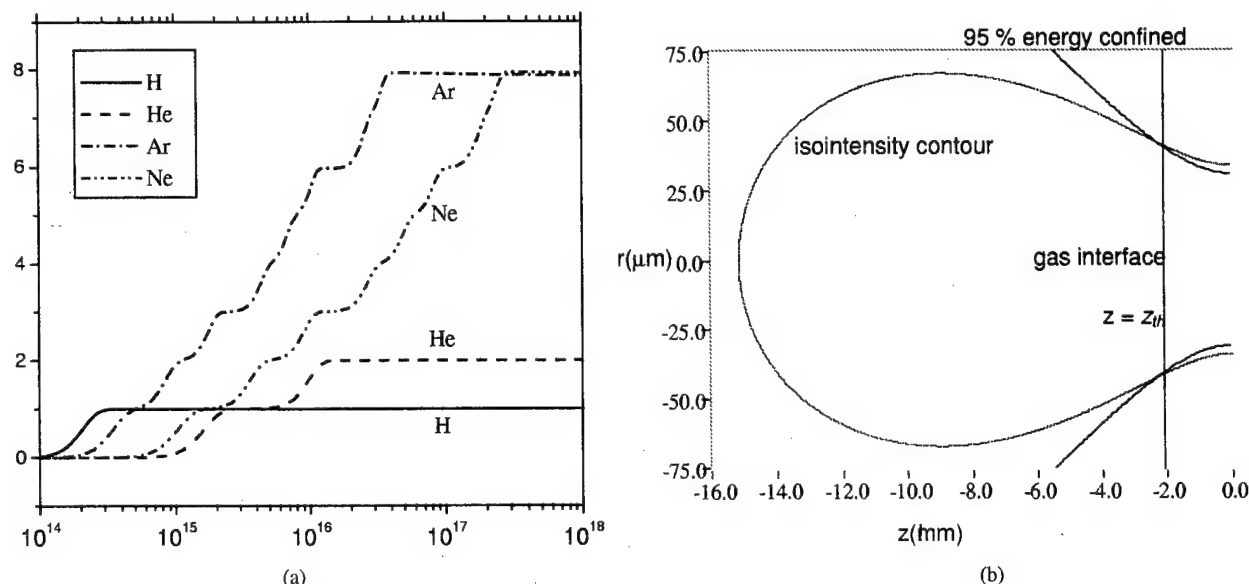 8
6
4
2
0
H
He
Ar
Ne
Ar
Ne
He
H
10^14
10^15
10^16
10^17
10^18
(a)
95 % energy confined
75.0
50.0
25.0
r(μm) 0.0
-25.0
-50.0
-75.0
isointensity contour
gas interface
z = z_th
-16.0 -14.0 -12.0 -10.0 -8.0 -6.0 -4.0 -2.0 0.0
z(mm)
(b)